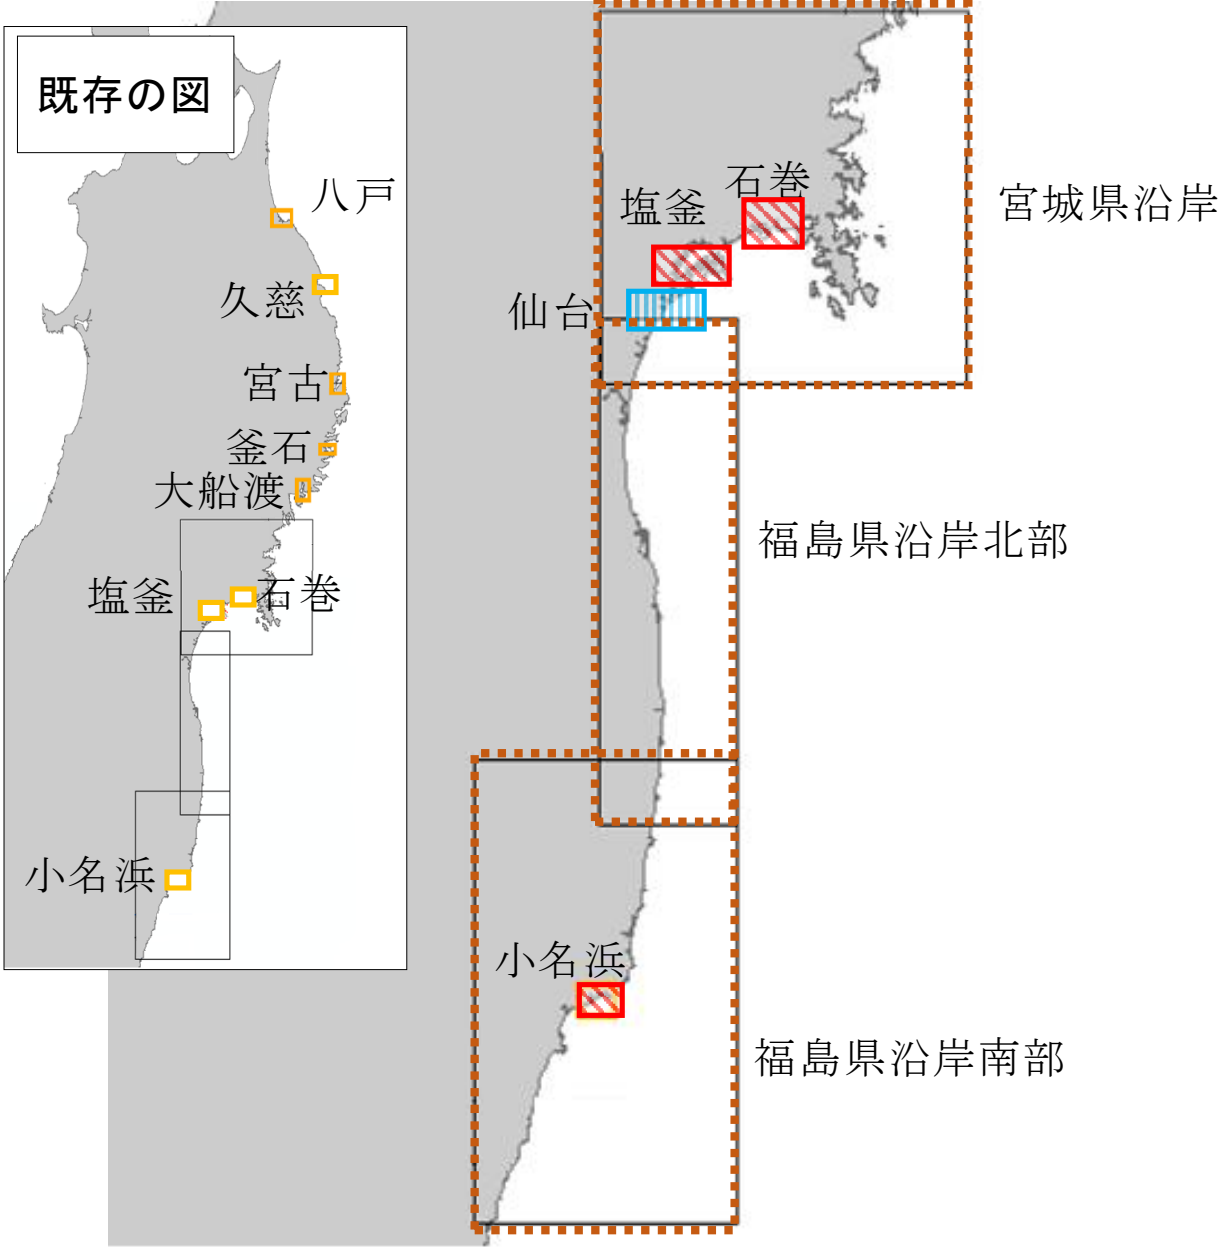 既存の図
八戸
久慈
宮古
釜石
大船渡
塩釜
石巻
小名浜
石巻
塩釜
仙台
宮城県沿岸
福島県沿岸北部
小名浜
福島県沿岸南部